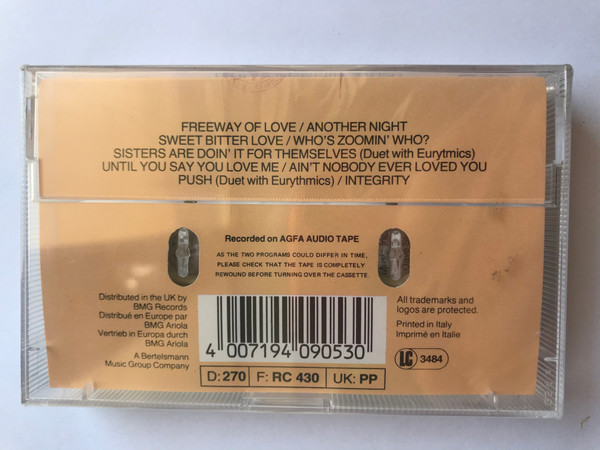 FREEWAY OF LOVE / ANOTHER NIGHT
SWEET BITTER LOVE / WHO'S ZOOMIN' WHO?
SISTERS ARE DOIN' IT FOR THEMSELVES (Duet with Eurytmics)
UNTIL YOU SAY YOU LOVE ME / AIN'T NOBODY EVER LOVED YOU
PUSH (Duet with Eurythmics) / INTEGRITY
Recorded on AGFA AUDIO TAPE
AS THE TWO PROGRAMS COULD DIFFER IN TIME,
PLEASE CHECK THAT THE TAPE IS COMPLETELY
REWOUND BEFORE TURNING OVER THE CASSETTE.
Distributed in the UK by
BMG Records
Distribué en Europe par
BMG Ariola
Vertrieb in Europa durch
BMG Ariola
A Bertelsmann
Music Group Company
4 007194 090530
D: 270 F: RC 430 UK: PP
All trademarks and
logos are protected.
Printed in Italy
Imprimé en Italie
LC 3484